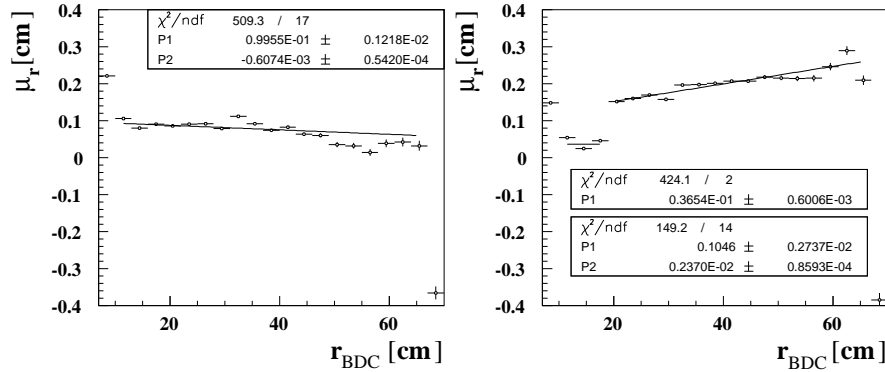 μr [cm]
0.4
0.3
0.2
0.1
0
-0.1
-0.2
-0.3
-0.4
χ²/ndf 509.3 / 17
P1 0.9955E-01 ± 0.1218E-02
P2 -0.6074E-03 ± 0.5420E-04
20 40 60
rBDC [cm]
μr [cm]
0.4
0.3
0.2
0.1
0
-0.1
-0.2
-0.3
-0.4
χ²/ndf 424.1 / 2
P1 0.3654E-01 ± 0.6006E-03
χ²/ndf 149.2 / 14
P1 0.1046 ± 0.2737E-02
P2 0.2370E-02 ± 0.8593E-04
20 40 60
rBDC [cm]